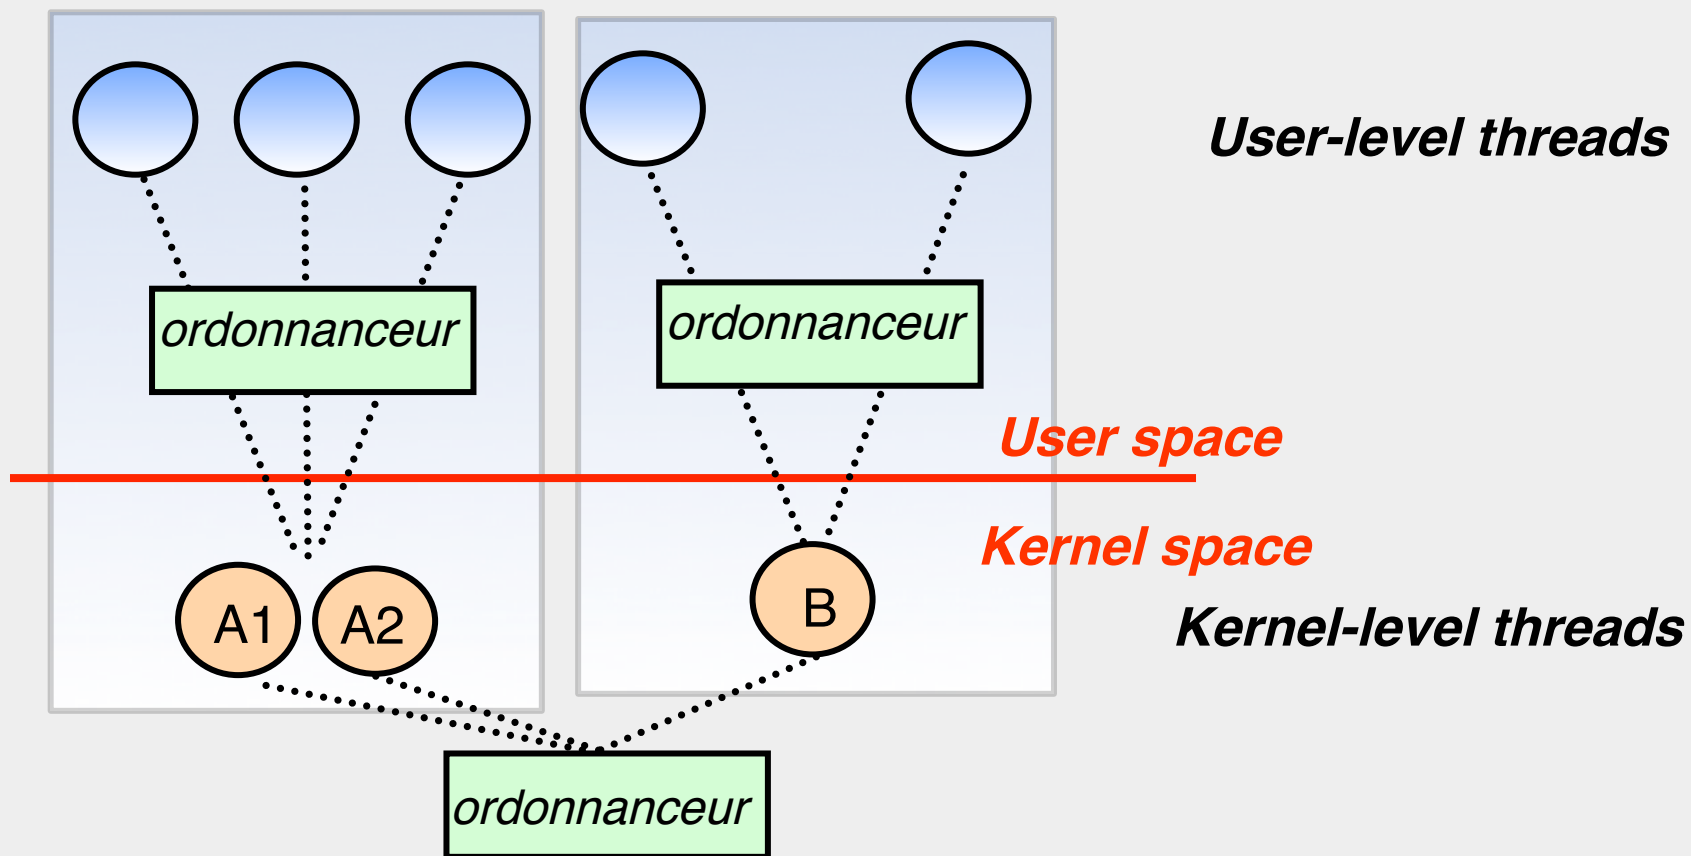 User-level threads
ordonnanceur
ordonnanceur
User space
Kernel space
A1
A2
B
Kernel-level threads
ordonnanceur